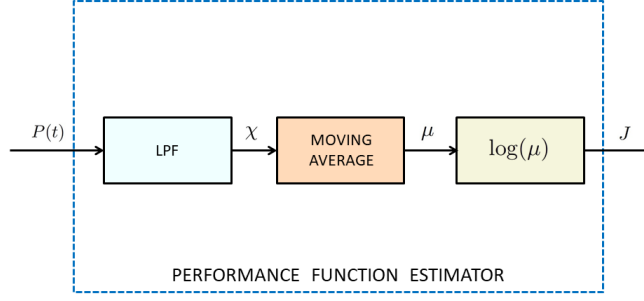 P(t)
LPF
χ
MOVING
AVERAGE
μ
log(μ)
J
PERFORMANCE FUNCTION ESTIMATOR